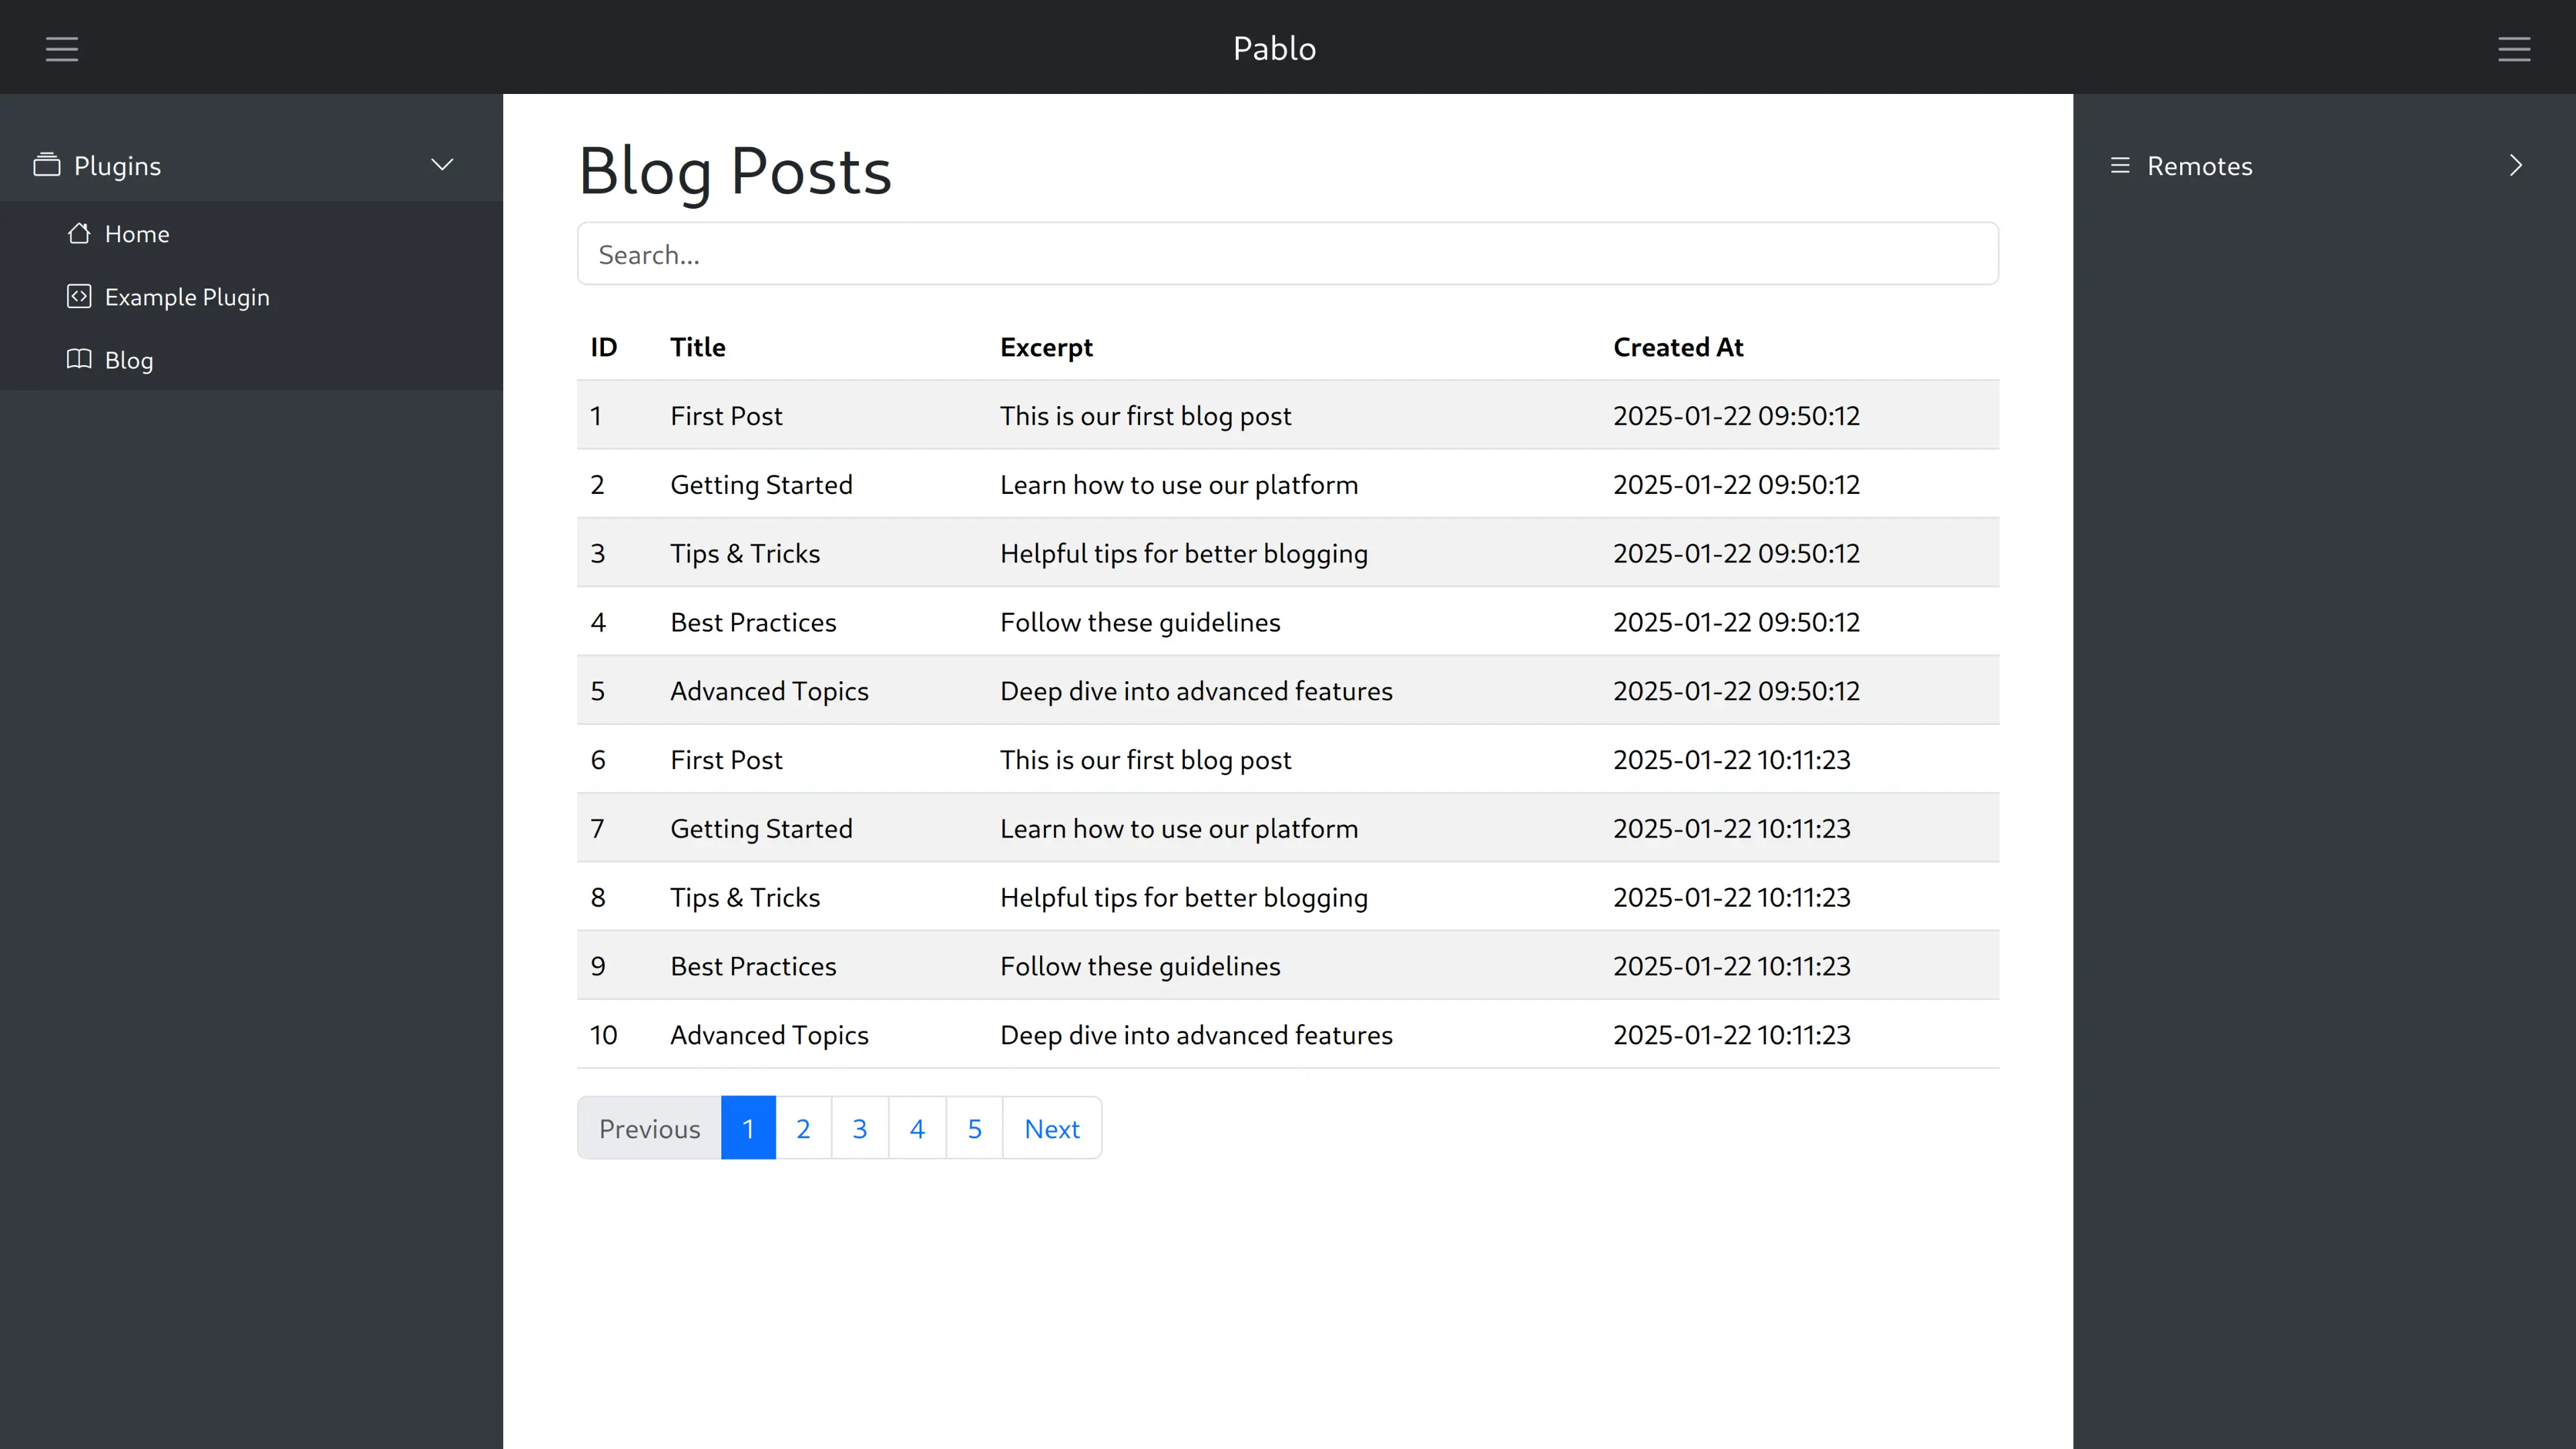 Pablo
Plugins
Home
Example Plugin
Blog
Blog Posts
Search...
ID Title Excerpt Created At
1 First Post This is our first blog post 2025-01-22 09:50:12
2 Getting Started Learn how to use our platform 2025-01-22 09:50:12
3 Tips & Tricks Helpful tips for better blogging 2025-01-22 09:50:12
4 Best Practices Follow these guidelines 2025-01-22 09:50:12
5 Advanced Topics Deep dive into advanced features 2025-01-22 09:50:12
6 First Post This is our first blog post 2025-01-22 10:11:23
7 Getting Started Learn how to use our platform 2025-01-22 10:11:23
8 Tips & Tricks Helpful tips for better blogging 2025-01-22 10:11:23
9 Best Practices Follow these guidelines 2025-01-22 10:11:23
10 Advanced Topics Deep dive into advanced features 2025-01-22 10:11:23
Previous 1 2 3 4 5 Next
Remotes